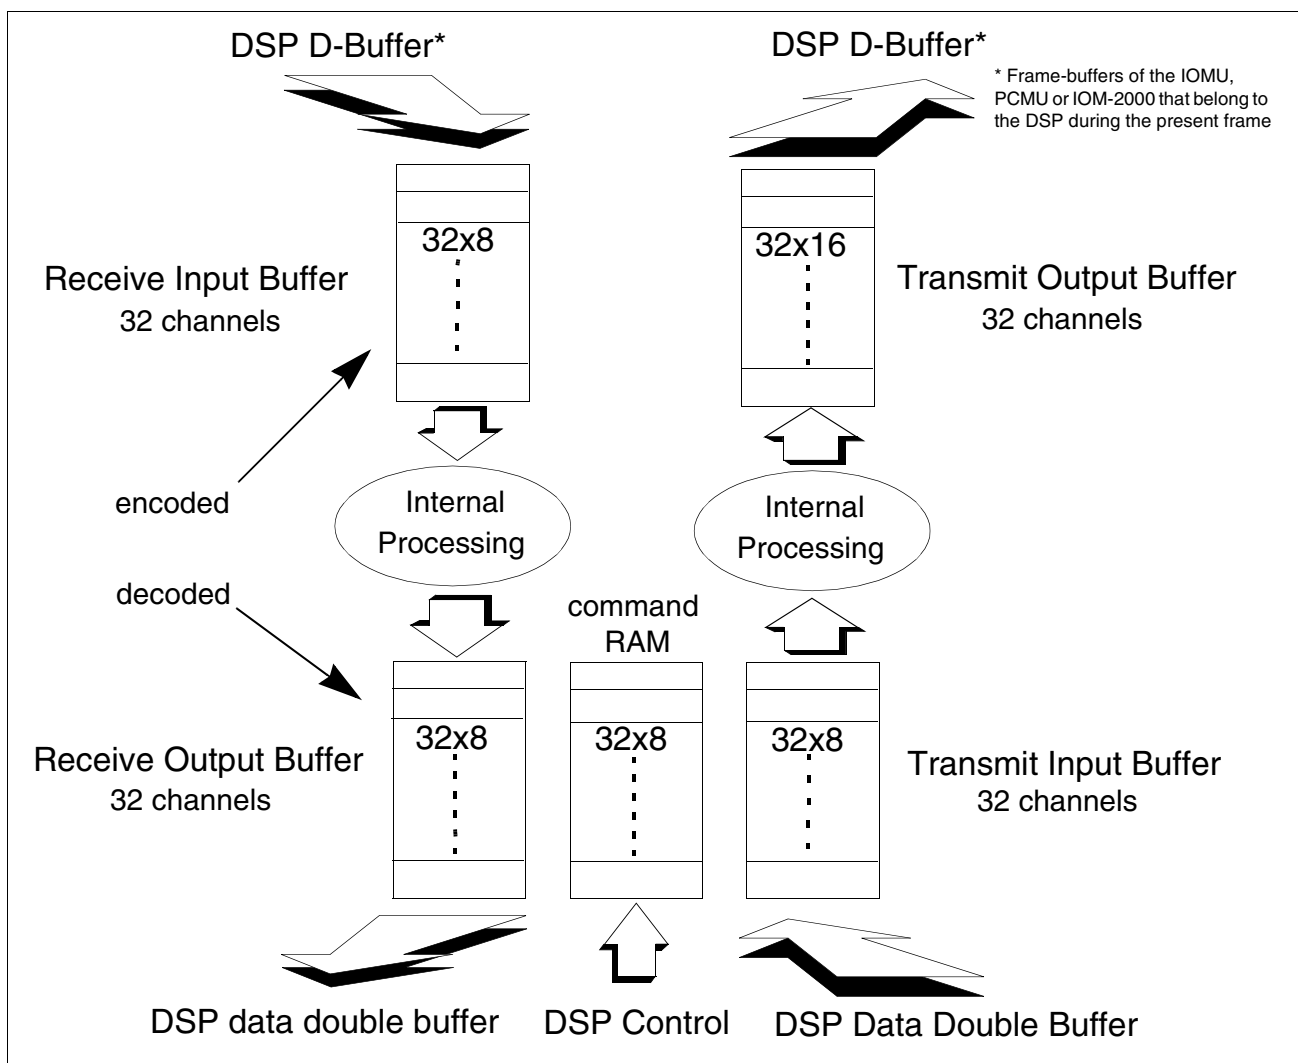 DSP D-Buffer*
DSP D-Buffer*
* Frame-buffers of the IOMU,
PCMU or IOM-2000 that belong to
the DSP during the present frame
32x8
32x16
Receive Input Buffer
32 channels
Transmit Output Buffer
32 channels
encoded
Internal
Processing
Internal
Processing
decoded
command
RAM
32x8
32x8
32x8
Receive Output Buffer
32 channels
Transmit Input Buffer
32 channels
DSP data double buffer
DSP Control
DSP Data Double Buffer